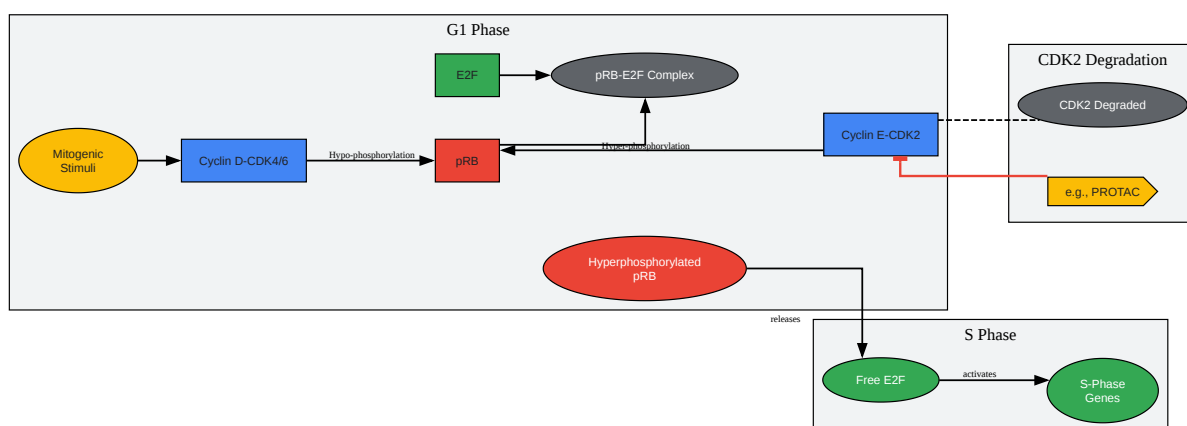 G1 Phase
CDK2 Degradation
E2F
pRB-E2F Complex
CDK2 Degraded
Mitogenic
Stimuli
Cyclin D-CDK4/6
Hypo-phosphorylation
pRB
Hyper-phosphorylation
Cyclin E-CDK2
e.g., PROTAC
Hyperphosphorylated
pRB
releases
S Phase
Free E2F
activates
S-Phase
Genes